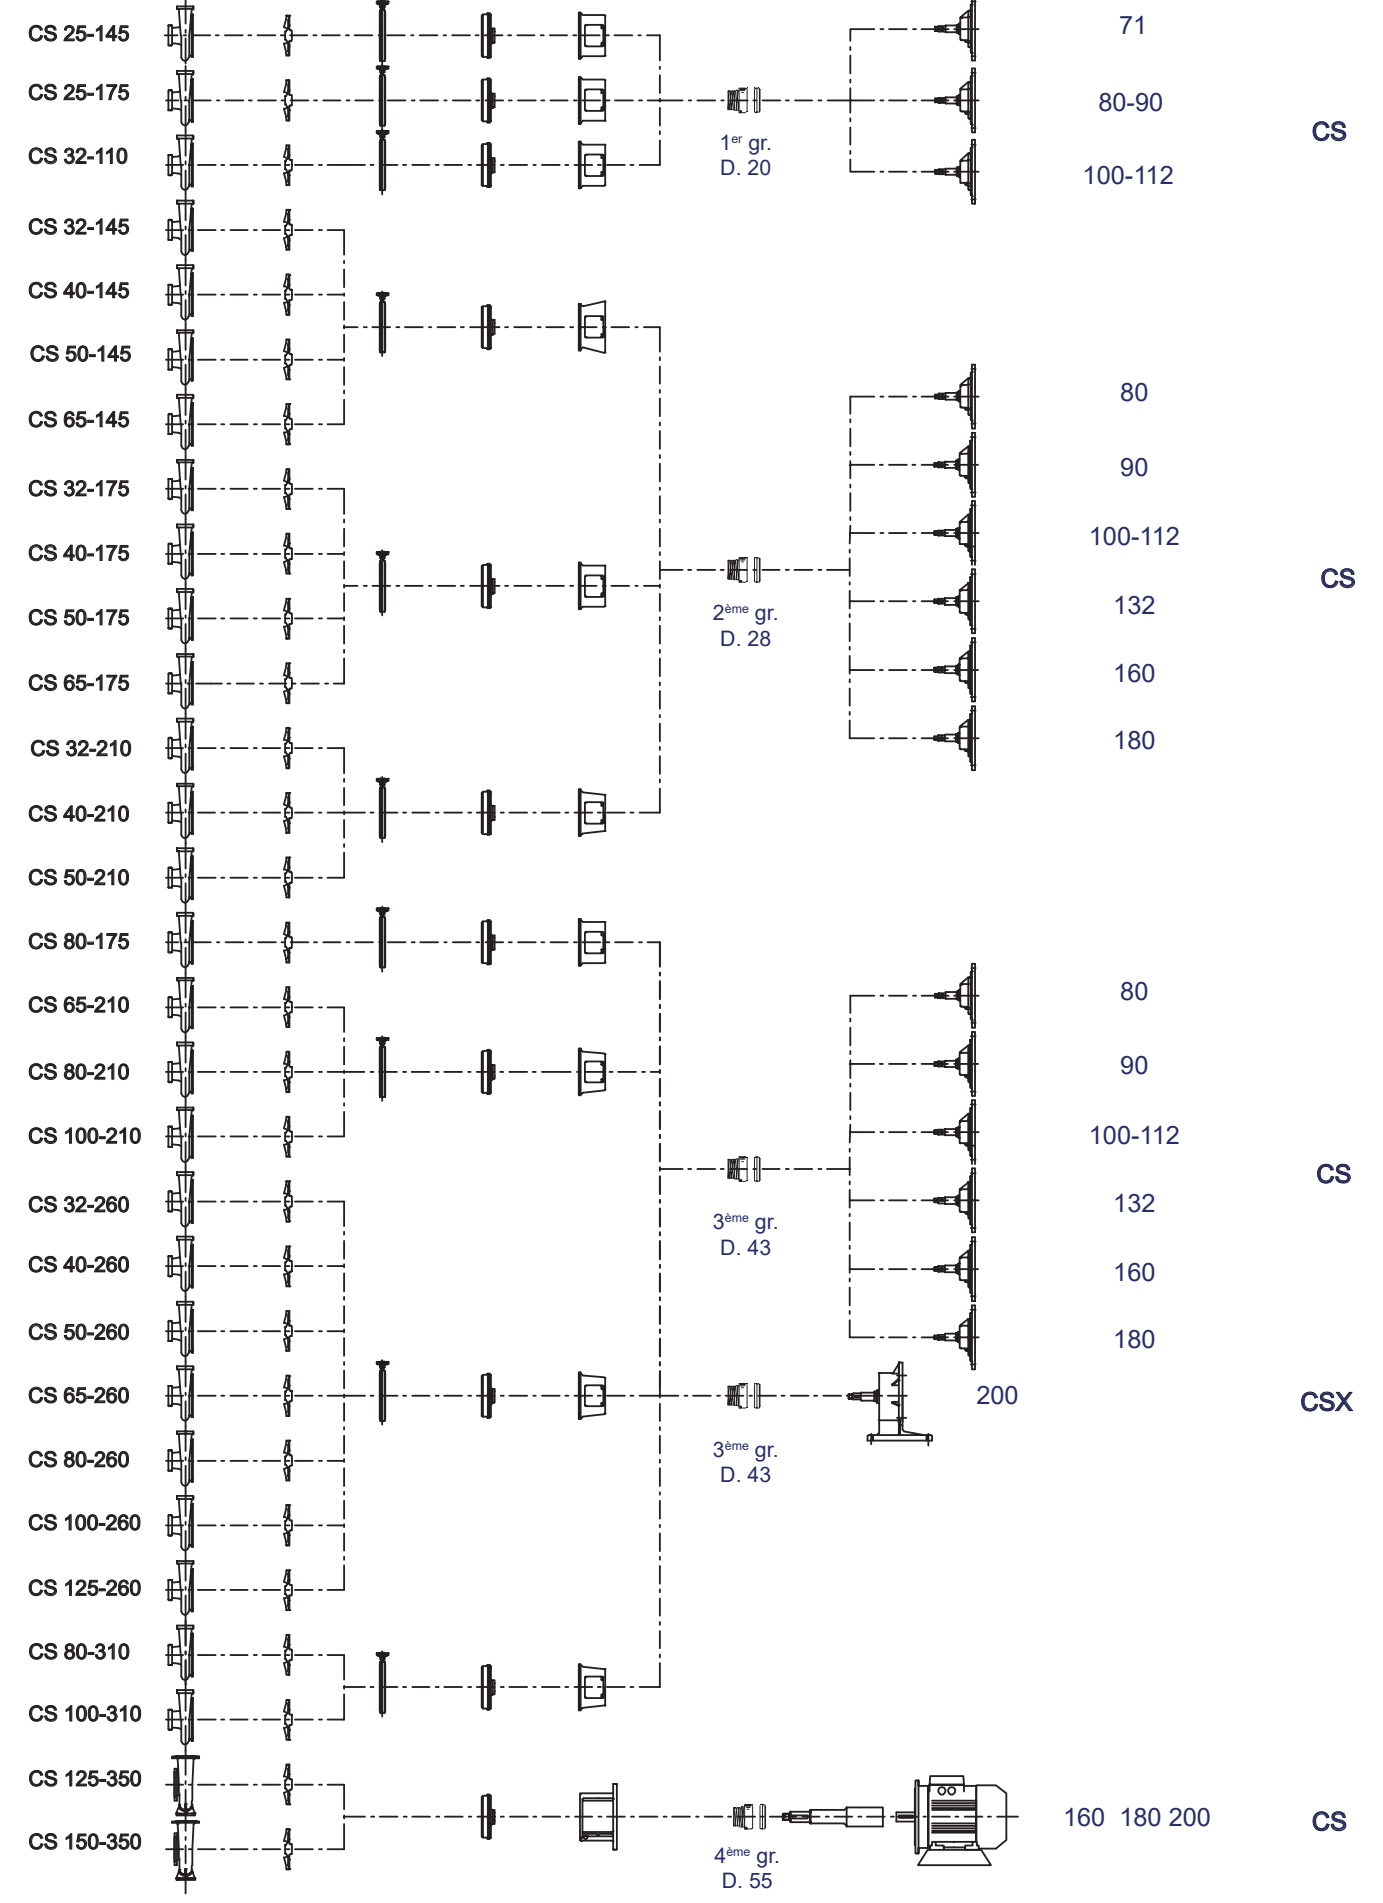 CS 25-145
71
CS 25-175
80-90
CS
CS 32-110
1er gr.
D. 20
100-112
CS 32-145
CS 40-145
CS 50-145
80
CS 65-145
90
CS 32-175
100-112
CS 40-175
CS
2ème gr.
D. 28
132
CS 50-175
160
CS 65-175
180
CS 32-210
CS 40-210
CS 50-210
CS 80-175
80
CS 65-210
90
CS 80-210
100-112
CS 100-210
CS
132
CS 32-260
3ème gr.
D. 43
160
CS 40-260
180
CS 50-260
CS 65-260
200
CSX
3ème gr.
D. 43
CS 80-260
CS 100-260
CS 125-260
CS 80-310
CS 100-310
CS 125-350
160 180 200
CS
CS 150-350
4ème gr.
D. 55